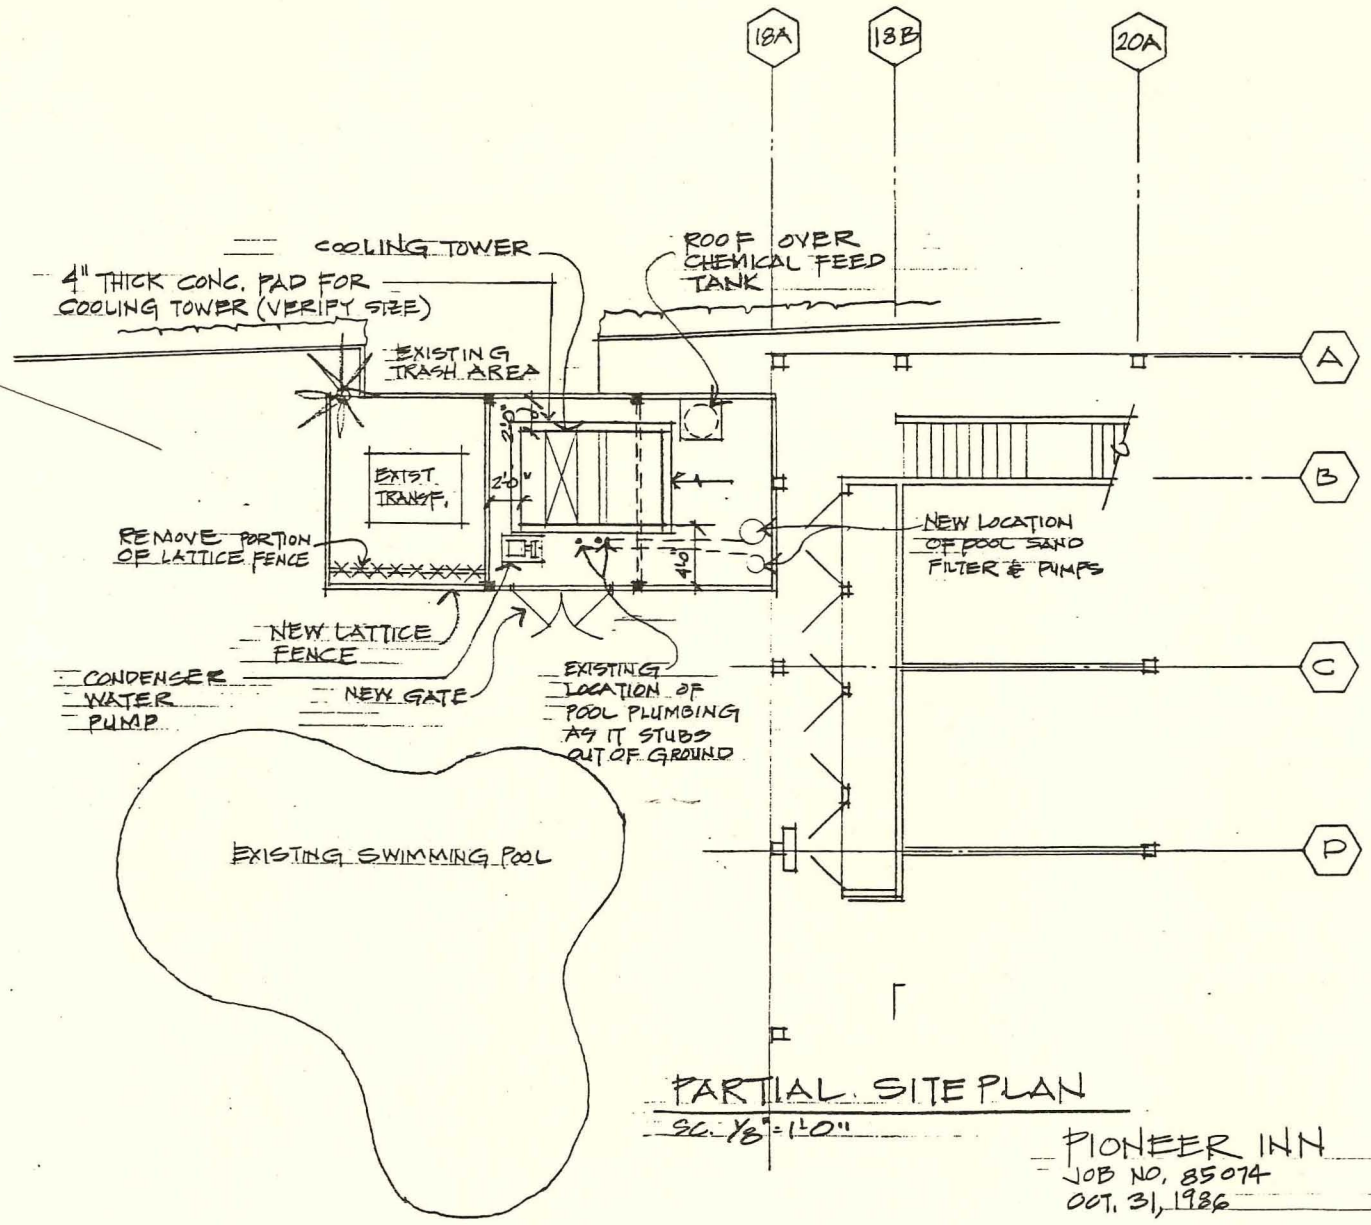 18A
18B
20A
COOLING TOWER
4" THICK CONC. PAD FOR
COOLING TOWER (VERIFY SIZE)
ROOF OVER
CHEMICAL FEED
TANK
EXISTING
TRASH AREA
A
2'0"
EXIST
TRANSF.
2'0"
B
REMOVE PORTION
OF LATTICE FENCE
4'0
NEW LOCATION
OF POOL SAND
FILTER & PUMPS
NEW LATTICE
FENCE
CONDENSER
WATER
PUMP
NEW GATE
EXISTING
LOCATION OF
POOL PLUMBING
AS IT STUBS
OUT OF GROUND
C
EXISTING SWIMMING POOL
D
PARTIAL SITE PLAN
SC. 1/8" = 1'0"
PIONEER INN
JOB NO. 85074
OCT. 31, 1986